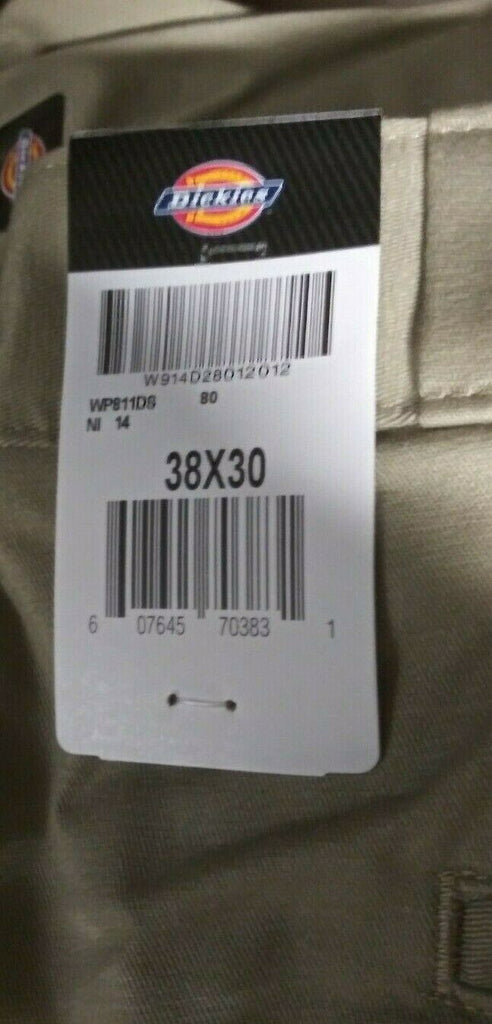 Dickies
W914D28012012
WP811DS 80
NI 14
38X30
6 07645 70383 1